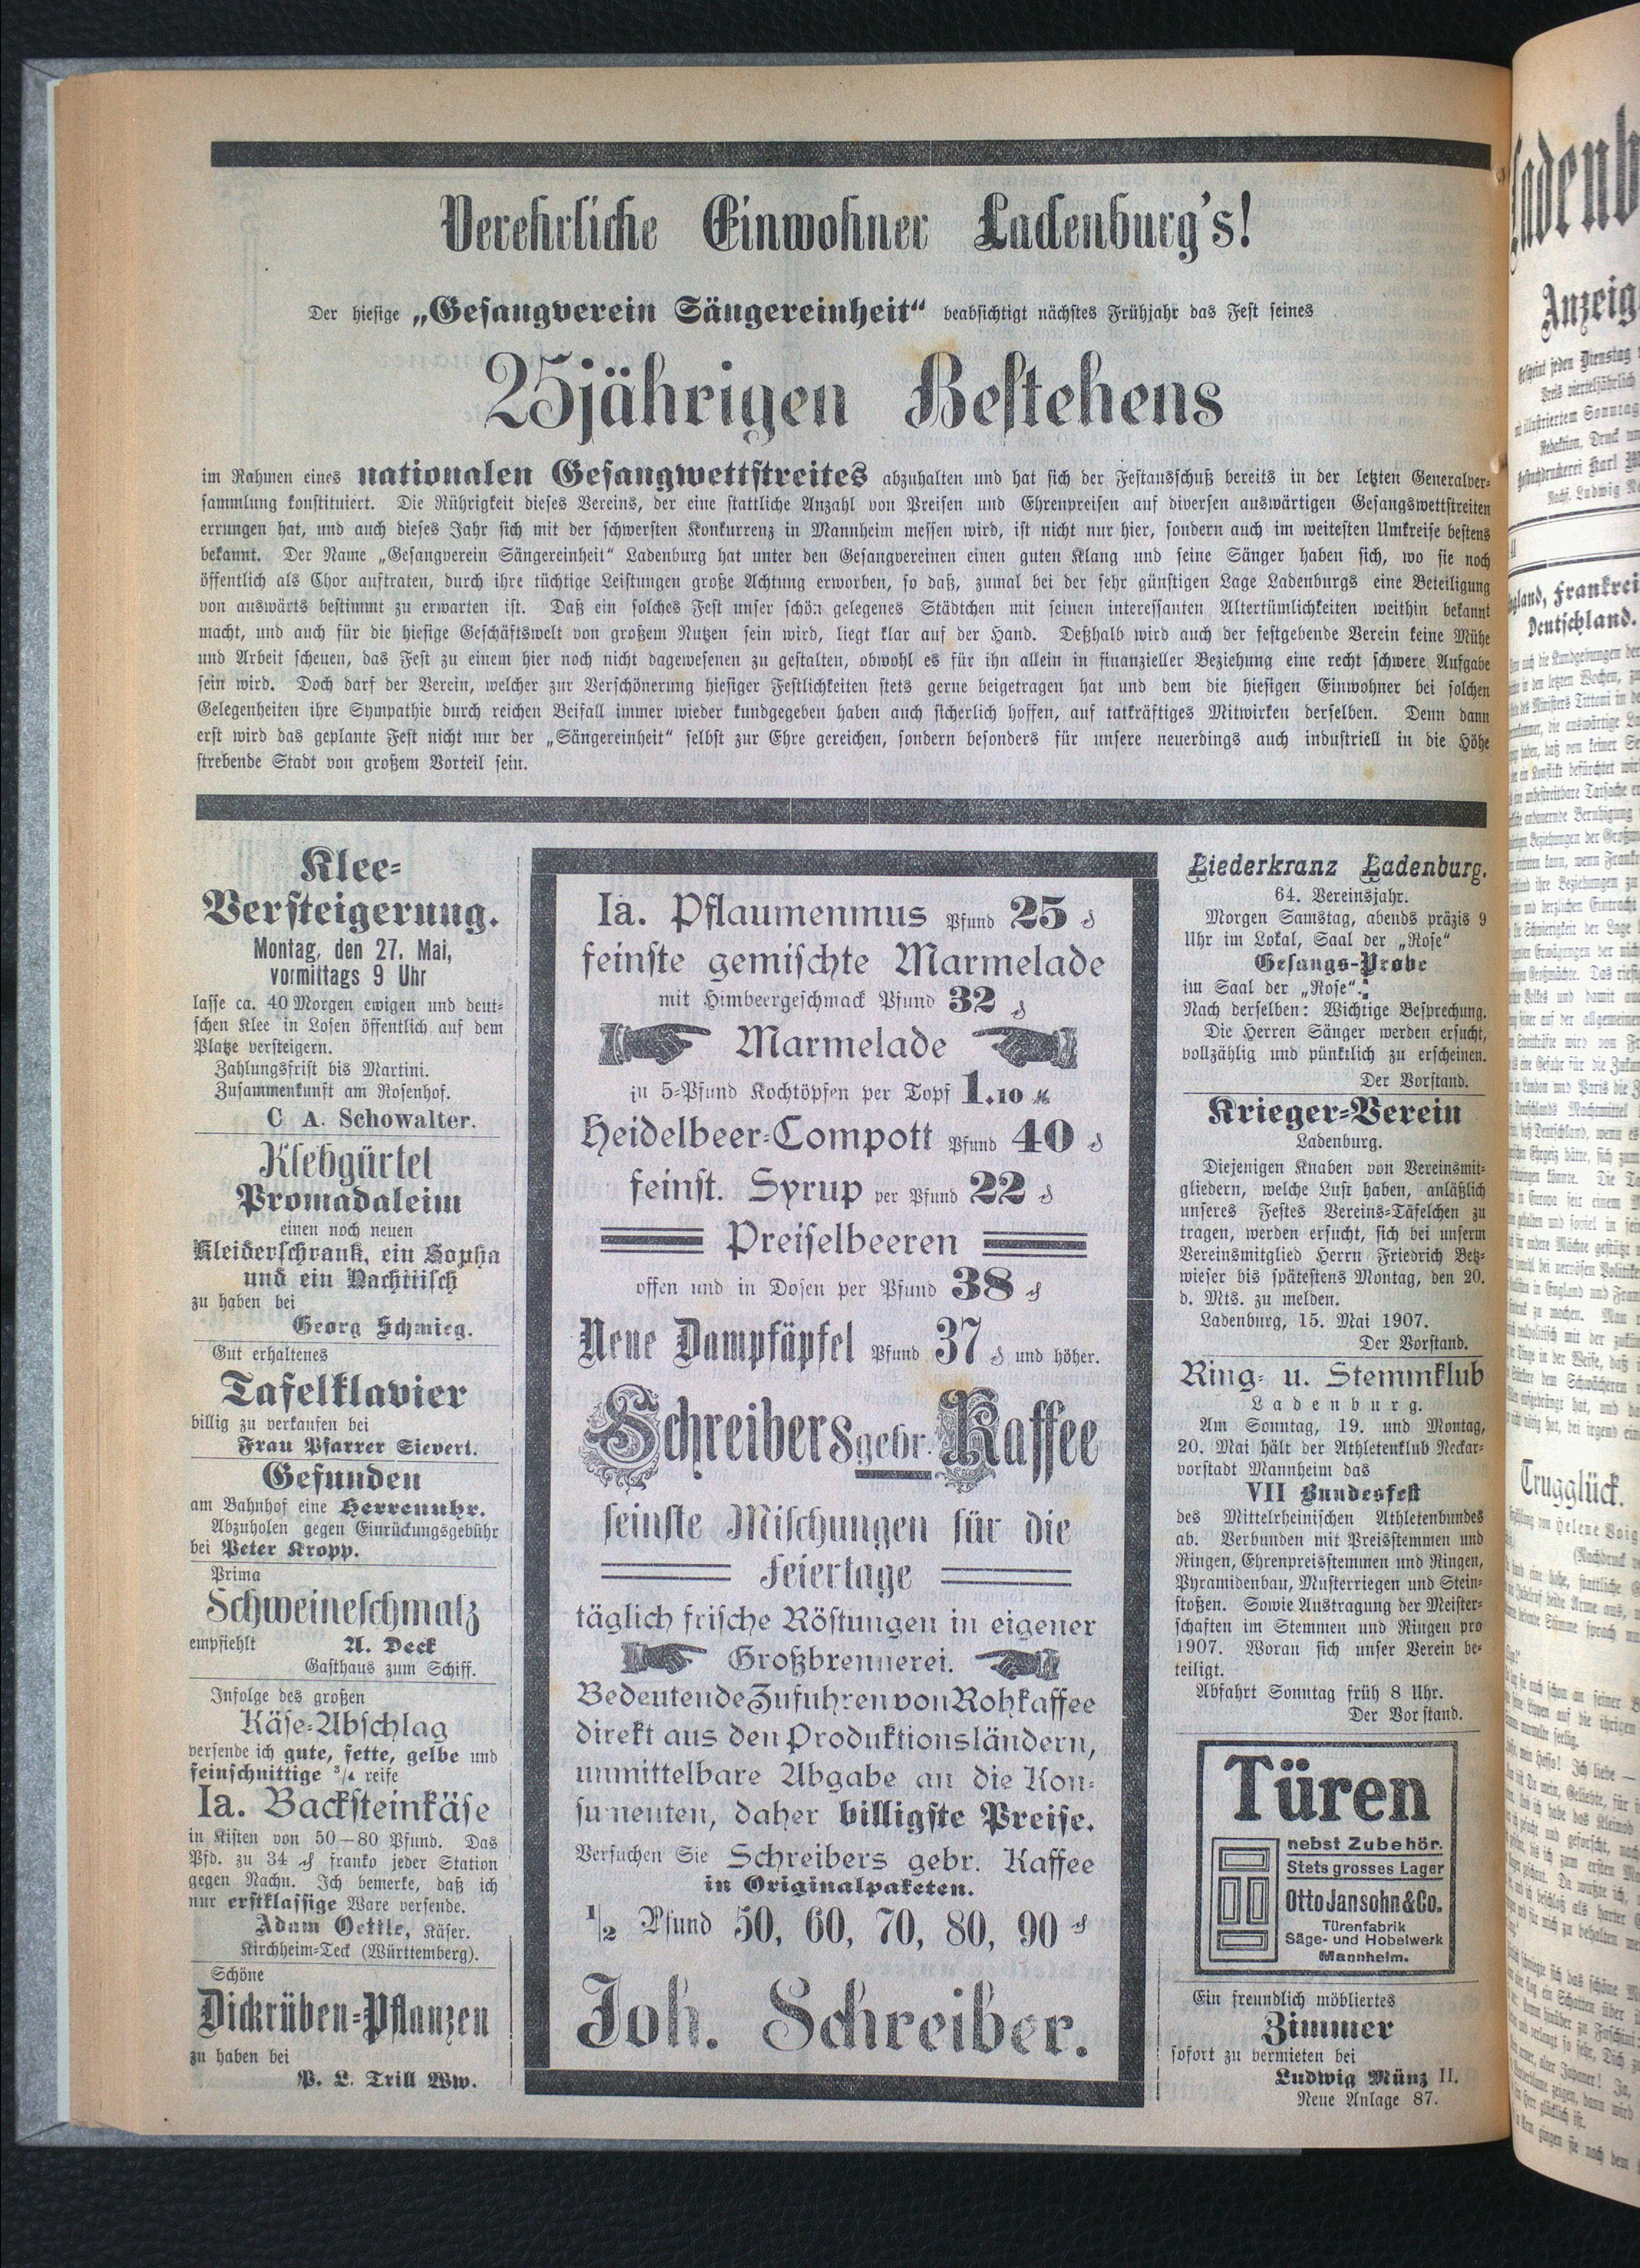 Verehrliche Einwohner Ladenburg's!
Der hiesige „Gesangverein Sängereinheit“ beabsichtigt nächstes Frühjahr das Fest seines
25jährigen Bestehens
im Rahmen eines nationalen Gesangwettstreites abzuhalten und hat sich der Festausschuß bereits in der letzten Generalver-
sammlung konstituiert. Die Rührigkeit dieses Vereins, der eine stattliche Anzahl von Preisen und Ehrenpreisen auf diversen auswärtigen Gesangswettstreiten
errungen hat, und auch dieses Jahr sich mit der schwersten Konkurrenz in Mannheim messen wird, ist nicht nur hier, sondern auch im weitesten Umkreise bestens
bekannt. Der Name „Gesangverein Sängereinheit“ Ladenburg hat unter den Gesangvereinen einen guten Klang und seine Sänger haben sich, wo sie noch
öffentlich als Chor auftraten, durch ihre tüchtige Leistungen große Achtung erworben, so daß, zumal bei der sehr günstigen Lage Ladenburgs eine Beteiligung
von auswärts bestimmt zu erwarten ist. Daß ein solches Fest unser schön gelegenes Städtchen mit seinen interessanten Altertümlichkeiten weithin bekannt
macht, und auch für die hiesige Geschäftswelt von großem Nutzen sein wird, liegt klar auf der Hand. Deßhalb wird auch der festgebende Verein keine Mühe
und Arbeit scheuen, das Fest zu einem hier noch nicht dagewesenen zu gestalten, obwohl es für ihn allein in finanzieller Beziehung eine recht schwere Aufgabe
sein wird. Doch darf der Verein, welcher zur Verschönerung hiesiger Festlichkeiten stets gerne beigetragen hat und dem die hiesigen Einwohner bei solchen
Gelegenheiten ihre Sympathie durch reichen Beifall immer wieder kundgegeben haben auch sicherlich hoffen, auf tatkräftiges Mitwirken derselben. Denn dann
erst wird das geplante Fest nicht nur der „Sängereinheit“ selbst zur Ehre gereichen, sondern besonders für unsere neuerdings auch industriell in die Höhe
strebende Stadt von großem Vorteil sein.
Klee-
Versteigerung.
Montag, den 27. Mai,
vormittags 9 Uhr
lasse ca. 40 Morgen ewigen und deut-
schen Klee in Losen öffentlich auf dem
Platze versteigern.
Zahlungsfrist bis Martini.
Zusammenkunft am Rosenhof.
C A. Schowalter.
Klebgürtel
Promadaleim
einen noch neuen
Kleiderschrank, ein Sopha
und ein Nachttisch
zu haben bei
Georg Schmieg.
Gut erhaltenes
Tafelklavier
billig zu verkaufen bei
Frau Pfarrer Sievert.
Gefunden
am Bahnhof eine Herrenuhr.
Abzuholen gegen Einrückungsgebühr
bei Peter Kropp.
Prima
Schweineschmalz
empfiehlt A. Deck
Gasthaus zum Schiff.
Infolge des großen
Käse-Abschlag
versende ich gute, fette, gelbe und
feinschnittige ¾ reife
Ia. Backsteinkäse
in Kisten von 50—80 Pfund. Das
Pfd. zu 34 ₰ franko jeder Station
gegen Nachn. Ich bemerke, daß ich
nur erstklassige Ware versende.
Adam Oettle, Käser.
Kirchheim-Teck (Württemberg).
Schöne
Dickrüben-Pflanzen
zu haben bei
P. L. Trill Ww.
Ia. Pflaumenmus Pfund 25 ₰
feinste gemischte Marmelade
mit Himbeergeschmack Pfund 32 ₰
Marmelade
in 5-Pfund Kochtöpfen per Topf 1.10 ℳ
Heidelbeer-Compott Pfund 40 ₰
feinst. Syrup per Pfund 22 ₰
Preiselbeeren
offen und in Dosen per Pfund 38 ₰
Neue Dampfäpfel Pfund 37 ₰ und höher.
Schreibers gebr. Kaffee
feinste Mischungen für die
Feiertage
täglich frische Röstungen in eigener
Großbrennerei.
Bedeutende Zufuhren von Rohkaffee
direkt aus den Produktionsländern,
unmittelbare Abgabe an die Kon-
sumenten, daher billigste Preise.
Versuchen Sie Schreibers gebr. Kaffee
in Originalpaketen.
½ Pfund 50, 60, 70, 80, 90 ₰
Joh. Schreiber.
Liederkranz Ladenburg.
64. Vereinsjahr.
Morgen Samstag, abends präzis 9
Uhr im Lokal, Saal der „Rose“
Gesangs-Probe
im Saal der „Rose“.
Nach derselben: Wichtige Besprechung.
Die Herren Sänger werden ersucht,
vollzählig und pünktlich zu erscheinen.
Der Vorstand.
Krieger-Verein
Ladenburg.
Diejenigen Knaben von Vereinsmit-
gliedern, welche Lust haben, anläßlich
unseres Festes Vereins-Täfelchen zu
tragen, werden ersucht, sich bei unserm
Vereinsmitglied Herrn Friedrich Betz-
wieser bis spätestens Montag, den 20.
d. Mts. zu melden.
Ladenburg, 15. Mai 1907.
Der Vorstand.
Ring- u. Stemmklub
Ladenburg.
Am Sonntag, 19. und Montag,
20. Mai hält der Athletenklub Neckar-
vorstadt Mannheim das
VII Bundesfest
des Mittelrheinischen Athletenbundes
ab. Verbunden mit Preisstemmen und
Ringen, Ehrenpreisstemmen und Ringen,
Pyramidenbau, Musterriegen und Stein-
stoßen. Sowie Austragung der Meister-
schaften im Stemmen und Ringen pro
1907. Woran sich unser Verein be-
teiligt.
Abfahrt Sonntag früh 8 Uhr.
Der Vorstand.
Türen
nebst Zubehör.
Stets grosses Lager
Otto Jansohn & Co.
Türenfabrik
Säge- und Hobelwerk
Mannheim.
Ein freundlich möbliertes
Zimmer
sofort zu vermieten bei
Ludwig Münz II.
Neue Anlage 87.
Ladenb
Anzeig
Deutschland.
Trugglück.